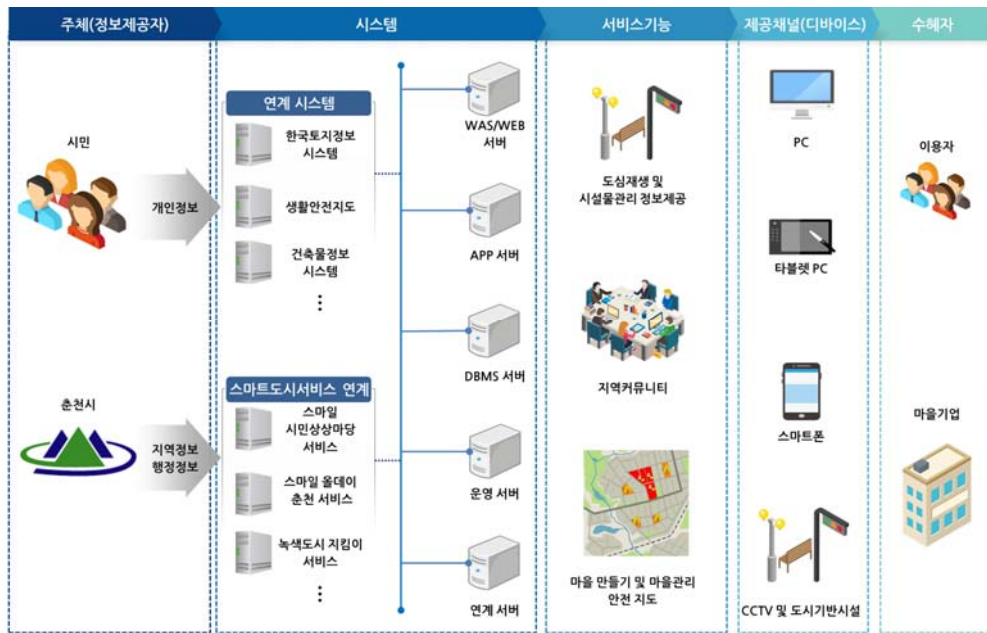 주체(정보제공자)
시스템
서비스기능
제공채널(디바이스)
수혜자
시민
개인정보
춘천시
지역정보
행정정보
연계 시스템
한국토지정보
시스템
생활안전지도
건축물정보
시스템
스마트도시서비스 연계
스마일
시민상상마당
서비스
스마일 올데이
춘천 서비스
녹색도시 지킴이
서비스
WAS/WEB
서버
APP 서버
DBMS 서버
운영 서버
연계 서버
도심재생 및
시설물관리 정보제공
지역커뮤니티
마을 만들기 및 마을관리
안전 지도
PC
타블렛 PC
스마트폰
CCTV 및 도시기반시설
이용자
마을기업